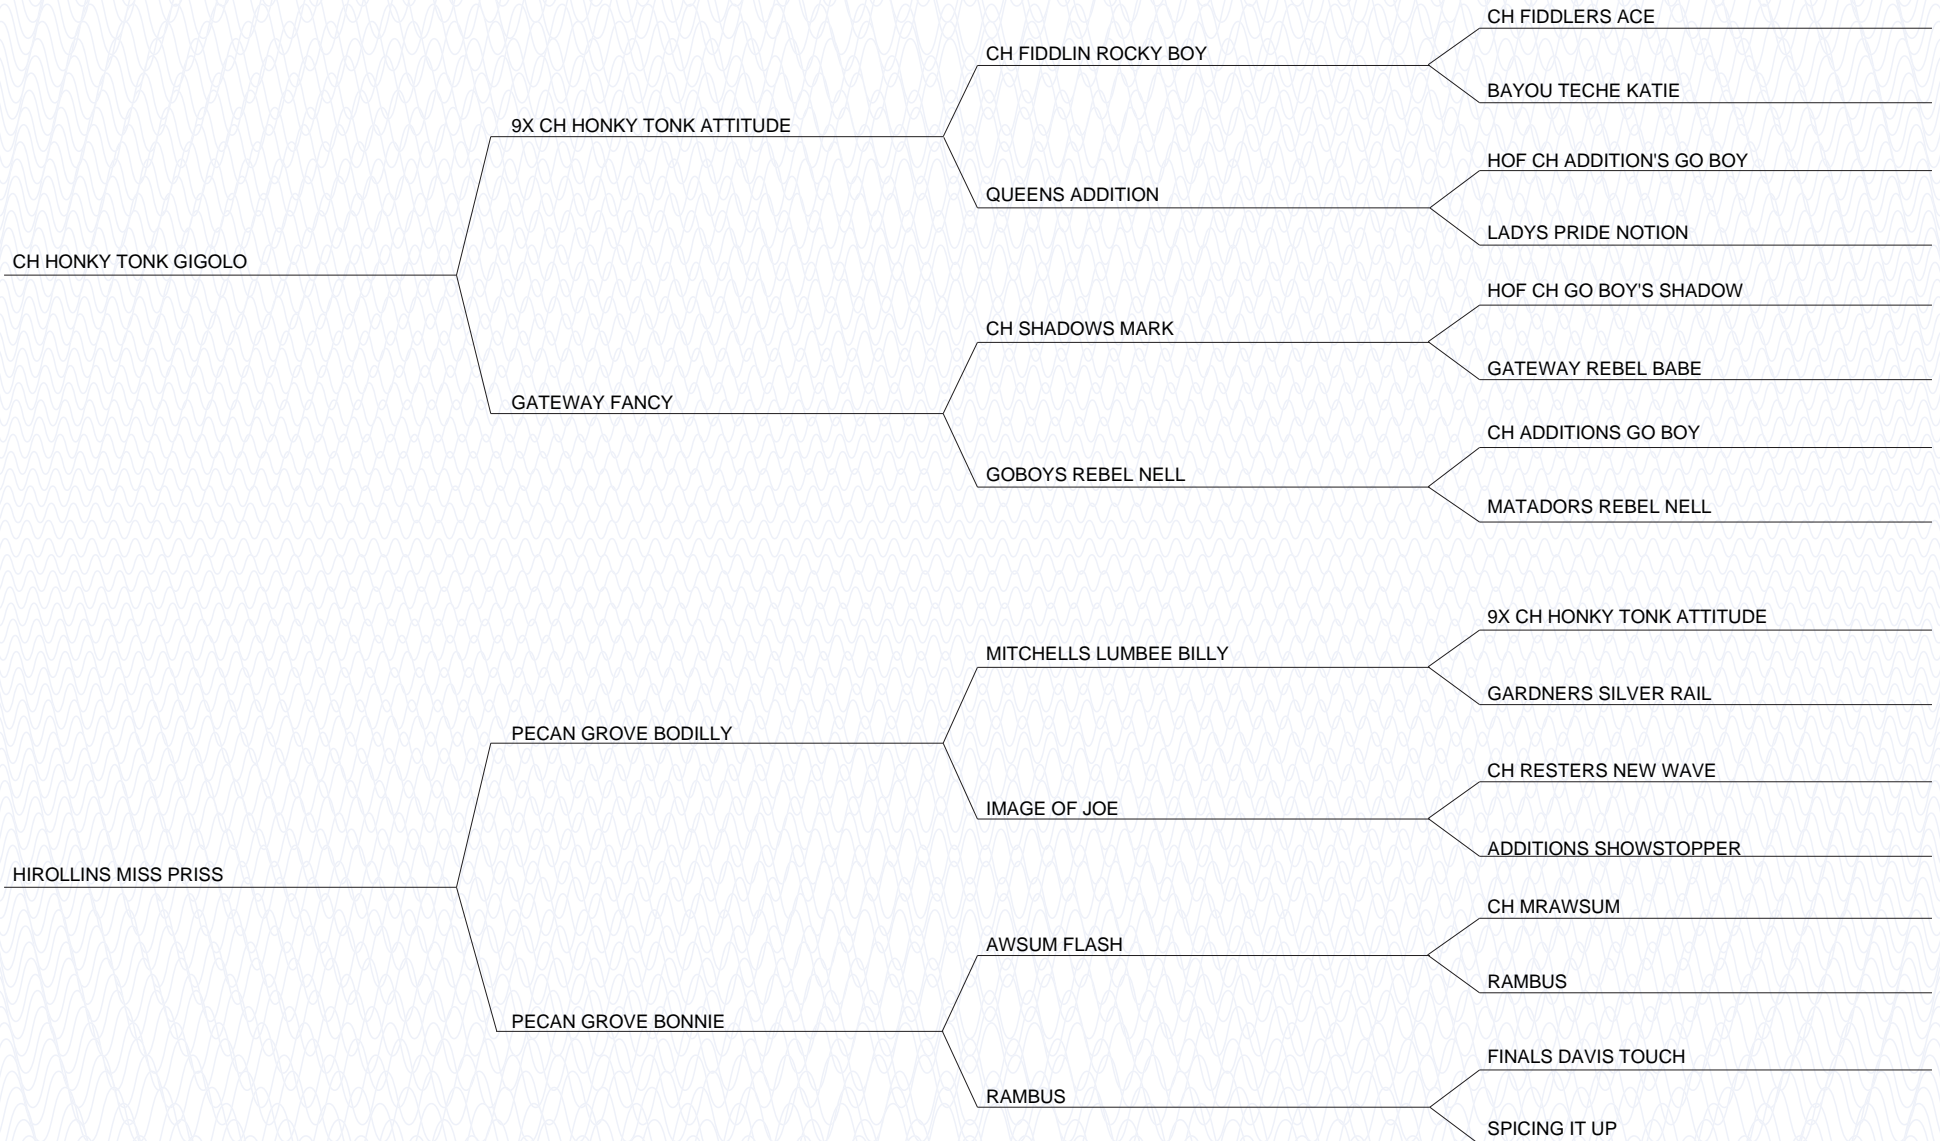 CH FIDDLERS ACE
CH FIDDLIN ROCKY BOY
BAYOU TECHE KATIE
9X CH HONKY TONK ATTITUDE
HOF CH ADDITION'S GO BOY
QUEENS ADDITION
LADYS PRIDE NOTION
CH HONKY TONK GIGOLO
HOF CH GO BOY'S SHADOW
CH SHADOWS MARK
GATEWAY REBEL BABE
GATEWAY FANCY
CH ADDITIONS GO BOY
GOBOYS REBEL NELL
MATADORS REBEL NELL
9X CH HONKY TONK ATTITUDE
MITCHELLS LUMBEE BILLY
GARDNERS SILVER RAIL
PECAN GROVE BODILLY
CH RESTERS NEW WAVE
IMAGE OF JOE
ADDITIONS SHOWSTOPPER
HIROLLINS MISS PRISS
CH MRAWSUM
AWSUM FLASH
RAMBUS
PECAN GROVE BONNIE
FINALS DAVIS TOUCH
RAMBUS
SPICING IT UP